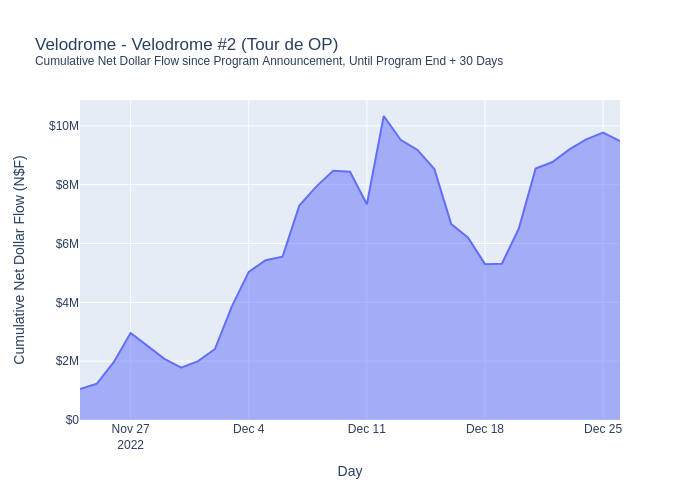 Velodrome - Velodrome #2 (Tour de OP)
Cumulative Net Dollar Flow since Program Announcement, Until Program End + 30 Days
Cumulative Net Dollar Flow (N$F)
$10M
$8M
$6M
$4M
$2M
$0
Nov 27
2022
Dec 4
Dec 11
Dec 18
Dec 25
Day